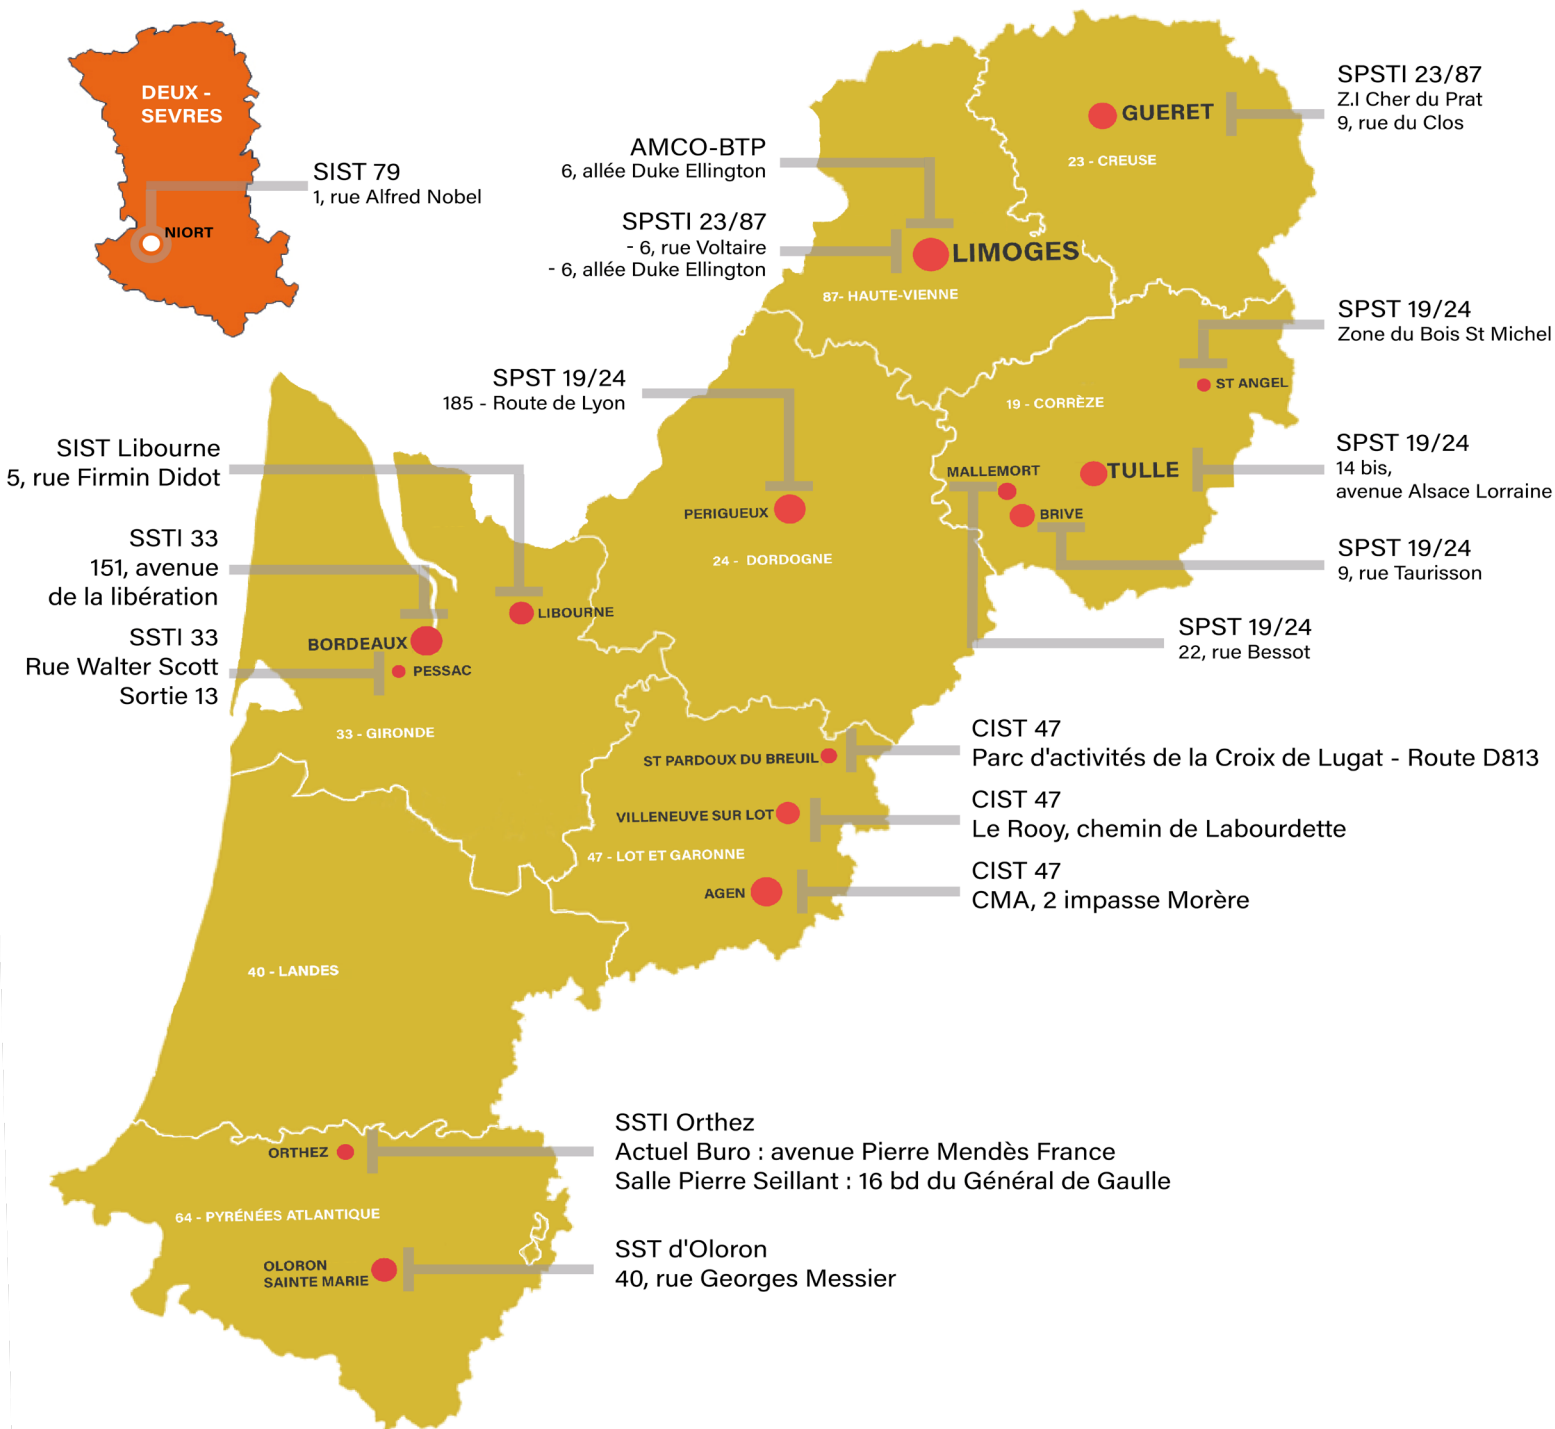 DEUX -
SEVRES
SIST 79
1, rue Alfred Nobel
NIORT
SPSTI 23/87
Z.I Cher du Prat
9, rue du Clos
GUERET
23 - CREUSE
AMCO-BTP
6, allée Duke Ellington
SPSTI 23/87
- 6, rue Voltaire
- 6, allée Duke Ellington
LIMOGES
87- HAUTE-VIENNE
SPST 19/24
Zone du Bois St Michel
ST ANGEL
19 - CORRÈZE
SPST 19/24
185 - Route de Lyon
PERIGUEUX
24 - DORDOGNE
SPST 19/24
14 bis,
avenue Alsace Lorraine
TULLE
MALLEMORT
BRIVE
SPST 19/24
9, rue Taurisson
SPST 19/24
22, rue Bessot
SIST Libourne
5, rue Firmin Didot
LIBOURNE
SSTI 33
151, avenue
de la libération
BORDEAUX
SSTI 33
Rue Walter Scott
Sortie 13
PESSAC
33 - GIRONDE
CIST 47
Parc d'activités de la Croix de Lugat - Route D813
ST PARDOUX DU BREUIL
CIST 47
Le Rooy, chemin de Labourdette
VILLENEUVE SUR LOT
47 - LOT ET GARONNE
CIST 47
CMA, 2 impasse Morère
AGEN
40 - LANDES
SSTI Orthez
Actuel Buro : avenue Pierre Mendès France
Salle Pierre Seillant : 16 bd du Général de Gaulle
ORTHEZ
64 - PYRÉNÉES ATLANTIQUE
SST d'Oloron
40, rue Georges Messier
OLORON
SAINTE MARIE